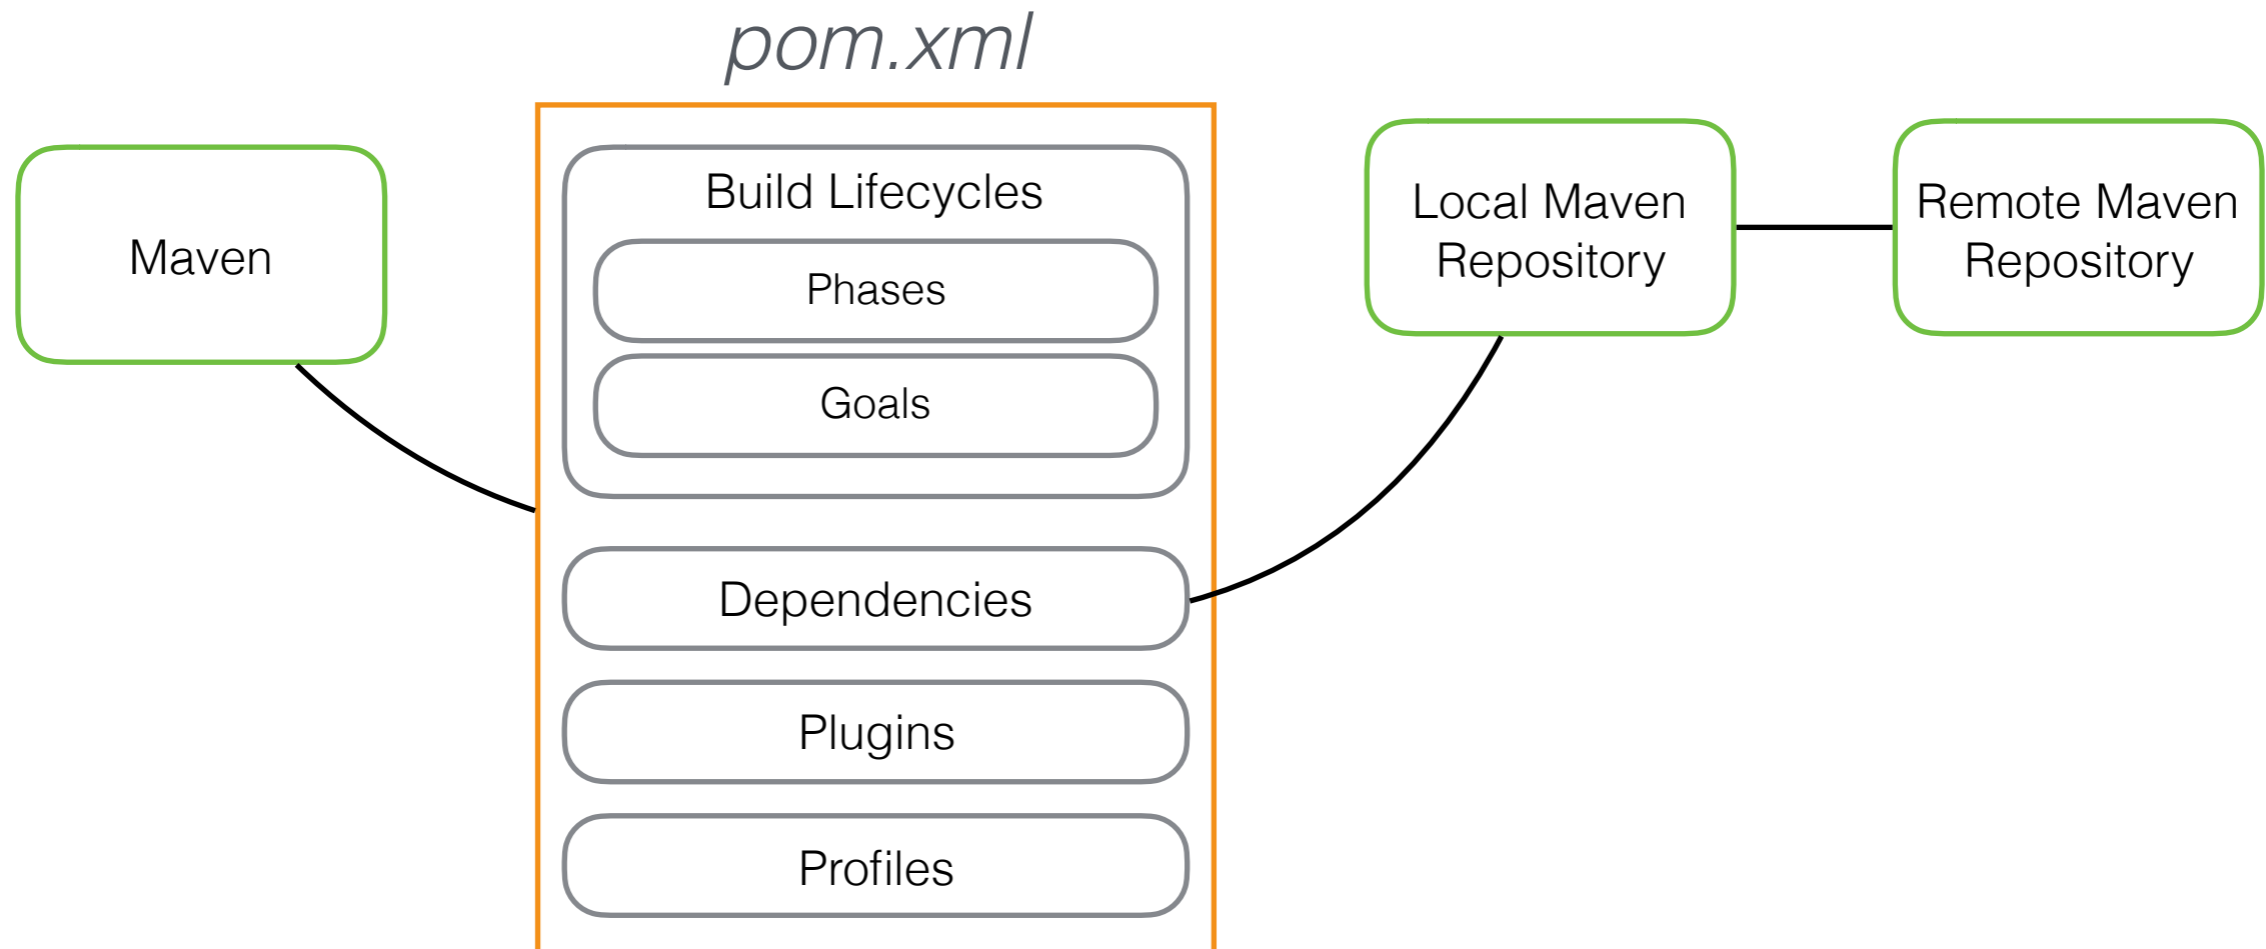 pom.xml
Maven
Build Lifecycles
Phases
Goals
Dependencies
Plugins
Profiles
Local Maven
Repository
Remote Maven
Repository